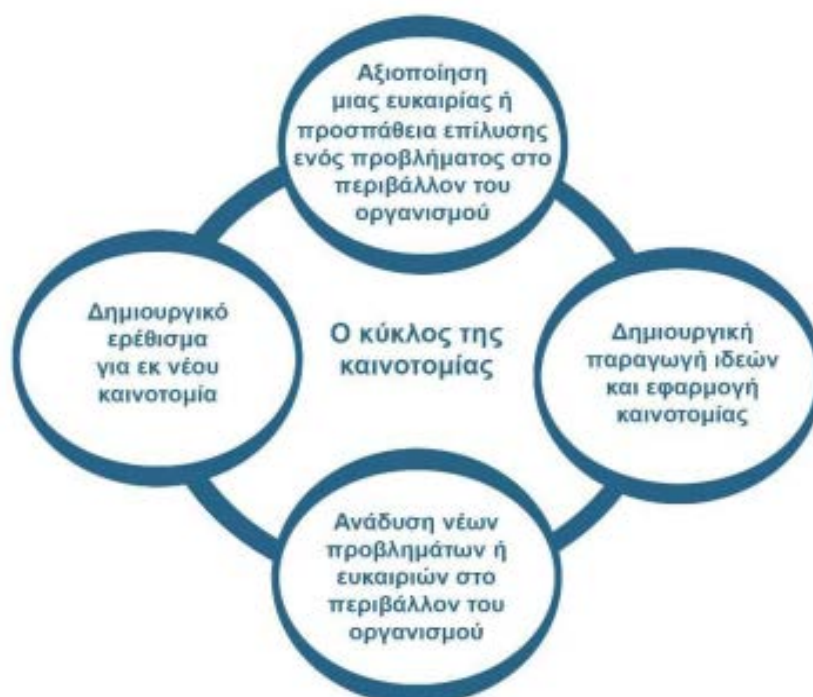 Αξιοποίηση
μιας ευκαιρίας ή
προσπάθεια επίλυσης
ενός προβλήματος στο
περιβάλλον του
οργανισμού
Δημιουργικό
ερέθισμα
για εκ νέου
καινοτομία
Ο κύκλος της
καινοτομίας
Δημιουργική
παραγωγή ιδεών
και εφαρμογή
καινοτομίας
Ανάδυση νέων
προβλημάτων ή
ευκαιριών στο
περιβάλλον του
οργανισμού